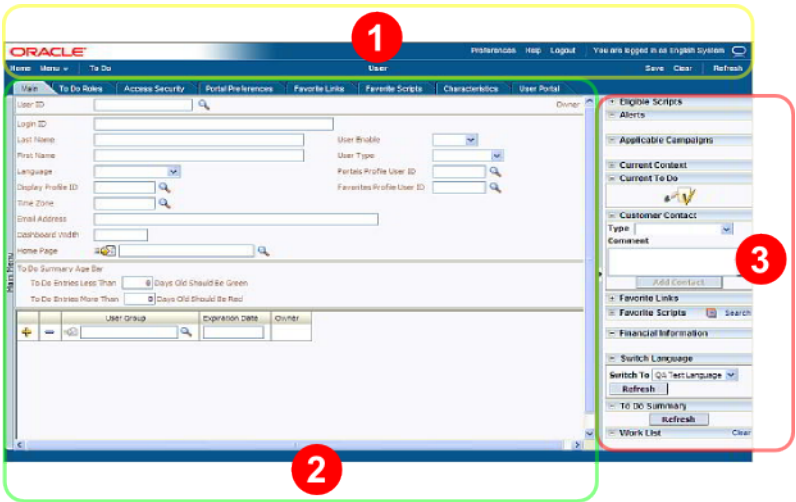 1
ORACLE
Preferences Help Logout You are logged in as English System
Home Menu To Do User Save Clear Refresh
Main To Do Roles Access Security Portal Preferences Favorite Links Favorite Scripts Characteristics User Portal
User ID Owner
Login ID
Last Name User Enable
First Name User Type
Language Portals Profile User ID
Display Profile ID Favorites Profile User ID
Time Zone
Email Address
Dashboard Width
Home Page
Main Menu
To Do Summary Age Bar
To Do Entries Less Than 0 Days Old Should Be Green
To Do Entries More Than 0 Days Old Should Be Red
User Group Expiration Date Owner
2
Eligible Scripts
Alerts
Applicable Campaigns
Current Context
Current To Do
Customer Contact
Type
Comment
Add Contact
3
Favorite Links
Favorite Scripts Search
Financial Information
Switch Language
Switch To QA Test Language
Refresh
To Do Summary
Refresh
Work List Clear